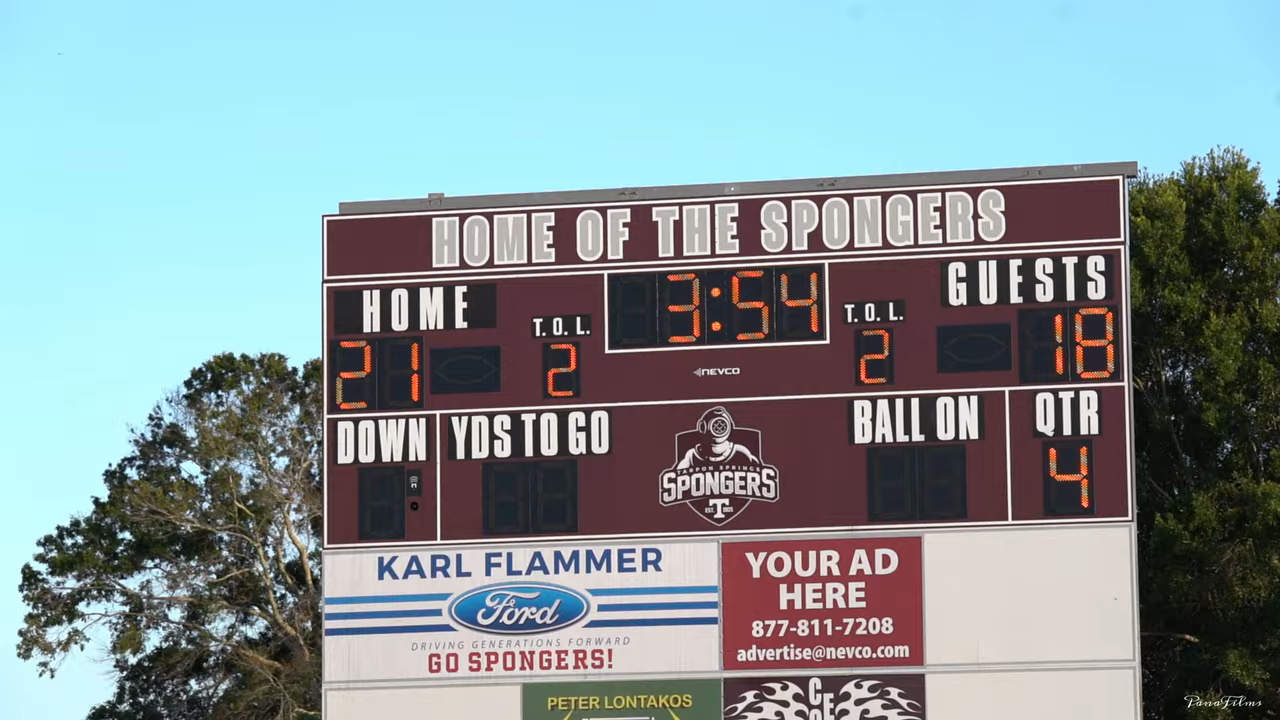 HOME OF THE SPONGERS
HOME
3:54
GUESTS
T. O. L.
T. O. L.
21
2
2
18
NEVCO
DOWN
YDS TO GO
BALL ON
QTR
4
TARPON SPRINGS
SPONGERS
EST.
T
KARL FLAMMER
Ford
DRIVING GENERATIONS FORWARD
GO SPONGERS!
YOUR AD
HERE
877-811-7208
advertise@nevco.com
PETER LONTAKOS
PanaFilms